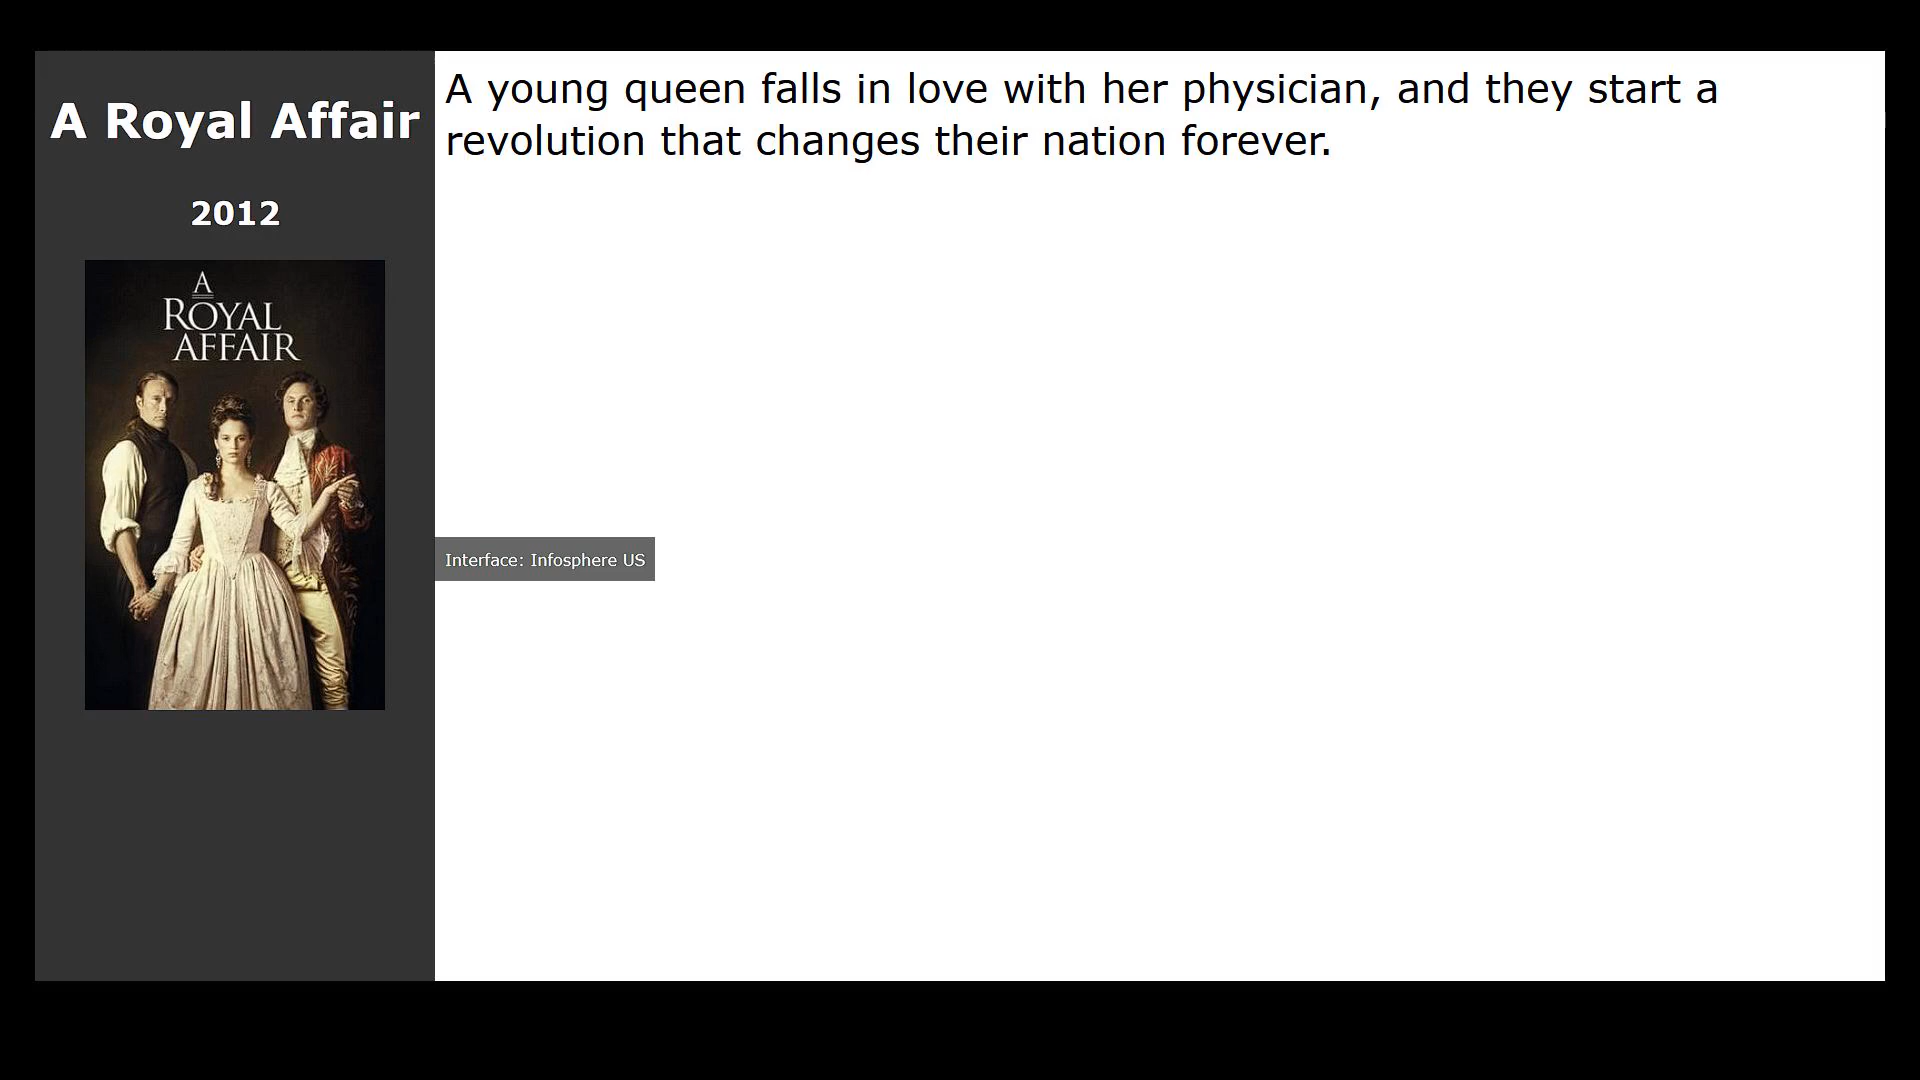 A Royal Affair
2012
A
ROYAL
AFFAIR
A young queen falls in love with her physician, and they start a
revolution that changes their nation forever.
Interface: Infosphere US